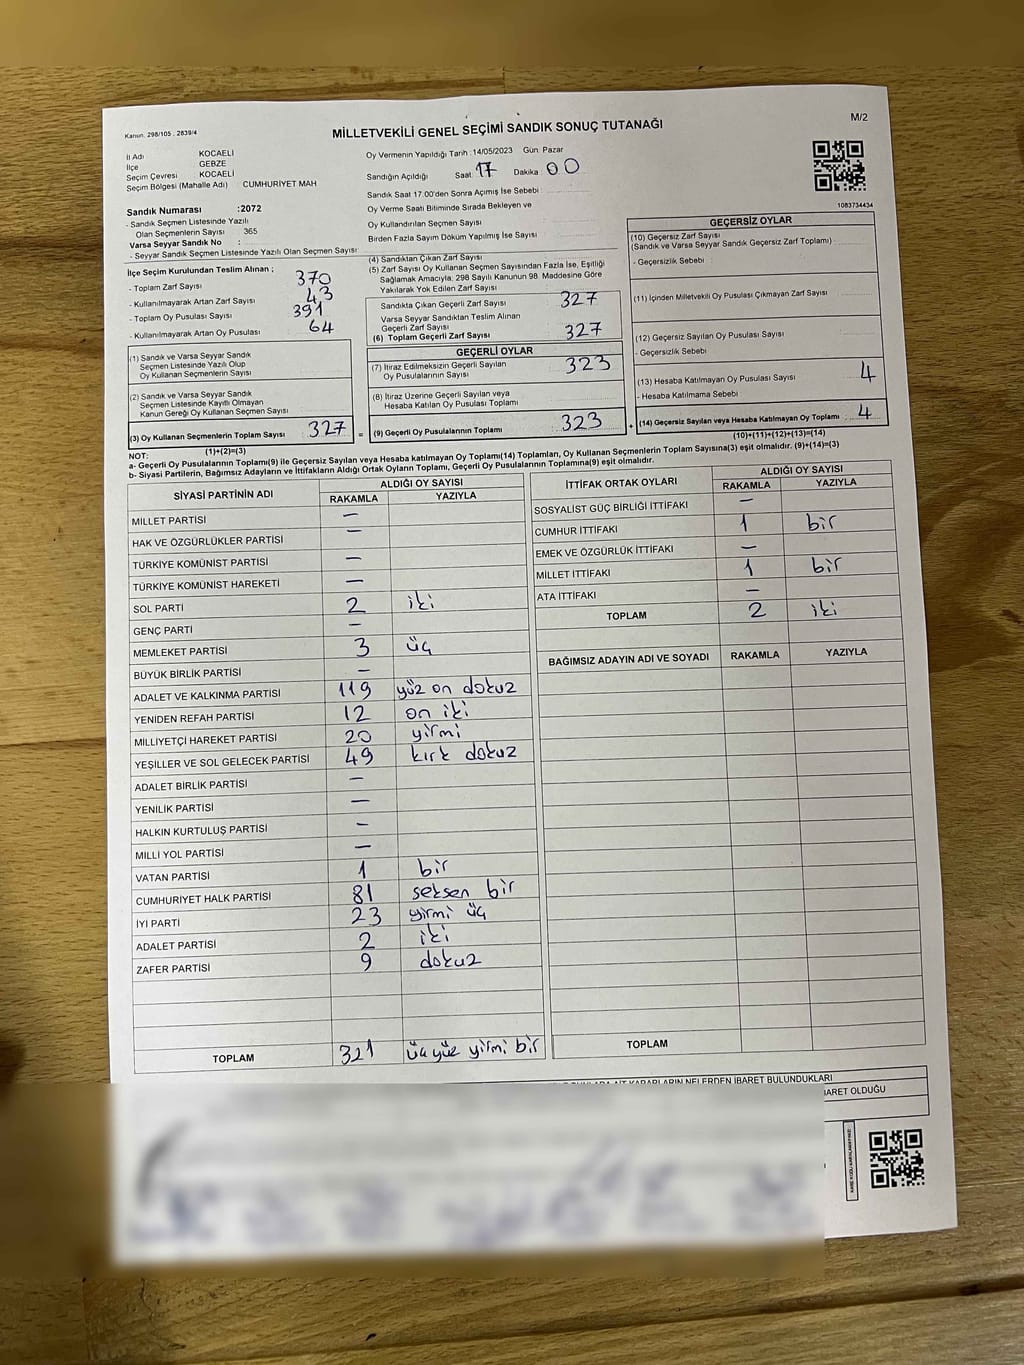 Kanun. 298/105 , 2839/4
M/2
MİLLETVEKİLİ GENEL SEÇİMİ SANDIK SONUÇ TUTANAĞI
İl Adı KOCAELİ
İlçe GEBZE
Seçim Çevresi KOCAELİ
Seçim Bölgesi (Mahalle Adı) CUMHURİYET MAH
Sandık Numarası :2072
- Sandık Seçmen Listesinde Yazılı
Olan Seçmenlerin Sayısı 365
Varsa Seyyar Sandık No :
- Seyyar Sandık Seçmen Listesinde Yazılı Olan Seçmen Sayısı:
Oy Vermenin Yapıldığı Tarih :14/05/2023 Gün: Pazar
Sandığın Açıldığı Saat: 17 Dakika: 00
Sandık Saat 17.00'den Sonra Açımış İse Sebebi :
Oy Verme Saati Bitiminde Sırada Bekleyen ve
Oy Kullandırılan Seçmen Sayısı
Birden Fazla Sayım Döküm Yapılmış İse Sayısı
1083734434
İlçe Seçim Kurulundan Teslim Alınan ;
- Toplam Zarf Sayısı 370
- Kullanılmayarak Artan Zarf Sayısı 43
- Toplam Oy Pusulası Sayısı 391
- Kullanılmayarak Artan Oy Pusulası 64
(1) Sandık ve Varsa Seyyar Sandık
Seçmen Listesinde Yazılı Olup
Oy Kullanan Seçmenlerin Sayısı
(2) Sandık ve Varsa Seyyar Sandık
Seçmen Listesinde Kayıtlı Olmayan
Kanun Gereği Oy Kullanan Seçmen Sayısı
(3) Oy Kullanan Seçmenlerin Toplam Sayısı 327 =
(1)+(2)=(3)
(4) Sandıktan Çıkan Zarf Sayısı
(5) Zarf Sayısı Oy Kullanan Seçmen Sayısından Fazla İse, Eşitliği
Sağlamak Amacıyla, 298 Sayılı Kanunun 98. Maddesine Göre
Yakılarak Yok Edilen Zarf Sayısı
Sandıkta Çıkan Geçerli Zarf Sayısı 327
Varsa Seyyar Sandıktan Teslim Alınan
Geçerli Zarf Sayısı
(6) Toplam Geçerli Zarf Sayısı 327
GEÇERLİ OYLAR
(7) İtiraz Edilmeksizin Geçerli Sayılan
Oy Pusulalarının Sayısı 323
(8) İtiraz Üzerine Geçerli Sayılan veya
Hesaba Katılan Oy Pusulası Toplamı
(9) Geçerli Oy Pusulalarının Toplamı 323 +
GEÇERSİZ OYLAR
(10) Geçersiz Zarf Sayısı
(Sandık ve Varsa Seyyar Sandık Geçersiz Zarf Toplamı)
- Geçersizlik Sebebi
(11) İçinden Milletvekili Oy Pusulası Çıkmayan Zarf Sayısı
(12) Geçersiz Sayılan Oy Pusulası Sayısı
- Geçersizlik Sebebi
(13) Hesaba Katılmayan Oy Pusulası Sayısı 4
- Hesaba Katılmama Sebebi
(14) Geçersiz Sayılan veya Hesaba Katılmayan Oy Toplamı 4
(10)+(11)+(12)+(13)=(14)
NOT:
a- Geçerli Oy Pusulalarının Toplamı(9) ile Geçersiz Sayılan veya Hesaba katılmayan Oy Toplamı(14) Toplamları, Oy Kullanan Seçmenlerin Toplam Sayısına(3) eşit olmalıdır. (9)+(14)=(3)
b- Siyasi Partilerin, Bağımsız Adayların ve İttifakların Aldığı Ortak Oyların Toplamı, Geçerli Oy Pusulalarının Toplamına(9) eşit olmalıdır.
SİYASİ PARTİNİN ADI ALDIĞI OY SAYISI
RAKAMLA YAZIYLA
MİLLET PARTİSİ –
HAK VE ÖZGÜRLÜKLER PARTİSİ –
TÜRKİYE KOMÜNİST PARTİSİ –
TÜRKİYE KOMÜNİST HAREKETİ –
SOL PARTİ 2 iki
GENÇ PARTİ –
MEMLEKET PARTİSİ 3 üç
BÜYÜK BİRLİK PARTİSİ –
ADALET VE KALKINMA PARTİSİ 119 yüz on dokuz
YENİDEN REFAH PARTİSİ 12 on iki
MİLLİYETÇİ HAREKET PARTİSİ 20 yirmi
YEŞİLLER VE SOL GELECEK PARTİSİ 49 kırk dokuz
ADALET BİRLİK PARTİSİ –
YENİLİK PARTİSİ –
HALKIN KURTULUŞ PARTİSİ –
MİLLİ YOL PARTİSİ –
VATAN PARTİSİ 1 bir
CUMHURİYET HALK PARTİSİ 81 seksen bir
İYİ PARTİ 23 yirmi üç
ADALET PARTİSİ 2 iki
ZAFER PARTİSİ 9 dokuz
TOPLAM 321 üçyüz yirmi bir
İTTİFAK ORTAK OYLARI ALDIĞI OY SAYISI
RAKAMLA YAZIYLA
SOSYALİST GÜÇ BİRLİĞİ İTTİFAKI –
CUMHUR İTTİFAKI 1 bir
EMEK VE ÖZGÜRLÜK İTTİFAKI –
MİLLET İTTİFAKI 1 bir
ATA İTTİFAKI –
TOPLAM 2 iki
BAĞIMSIZ ADAYIN ADI VE SOYADI RAKAMLA YAZIYLA
TOPLAM
KARARLARIN NELERDEN İBARET BULUNDUKLARI
İBARET OLDUĞU